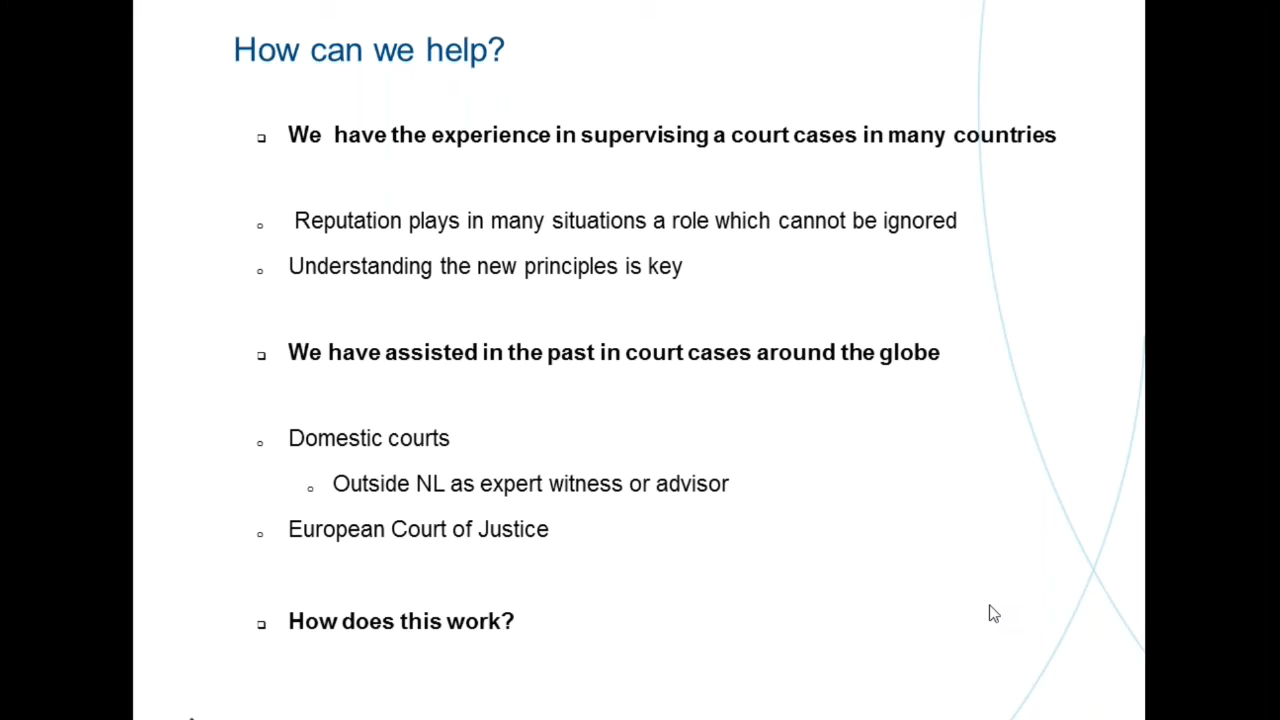 How can we help?
We have the experience in supervising a court cases in many countries
Reputation plays in many situations a role which cannot be ignored
Understanding the new principles is key
We have assisted in the past in court cases around the globe
Domestic courts
Outside NL as expert witness or advisor
European Court of Justice
How does this work?